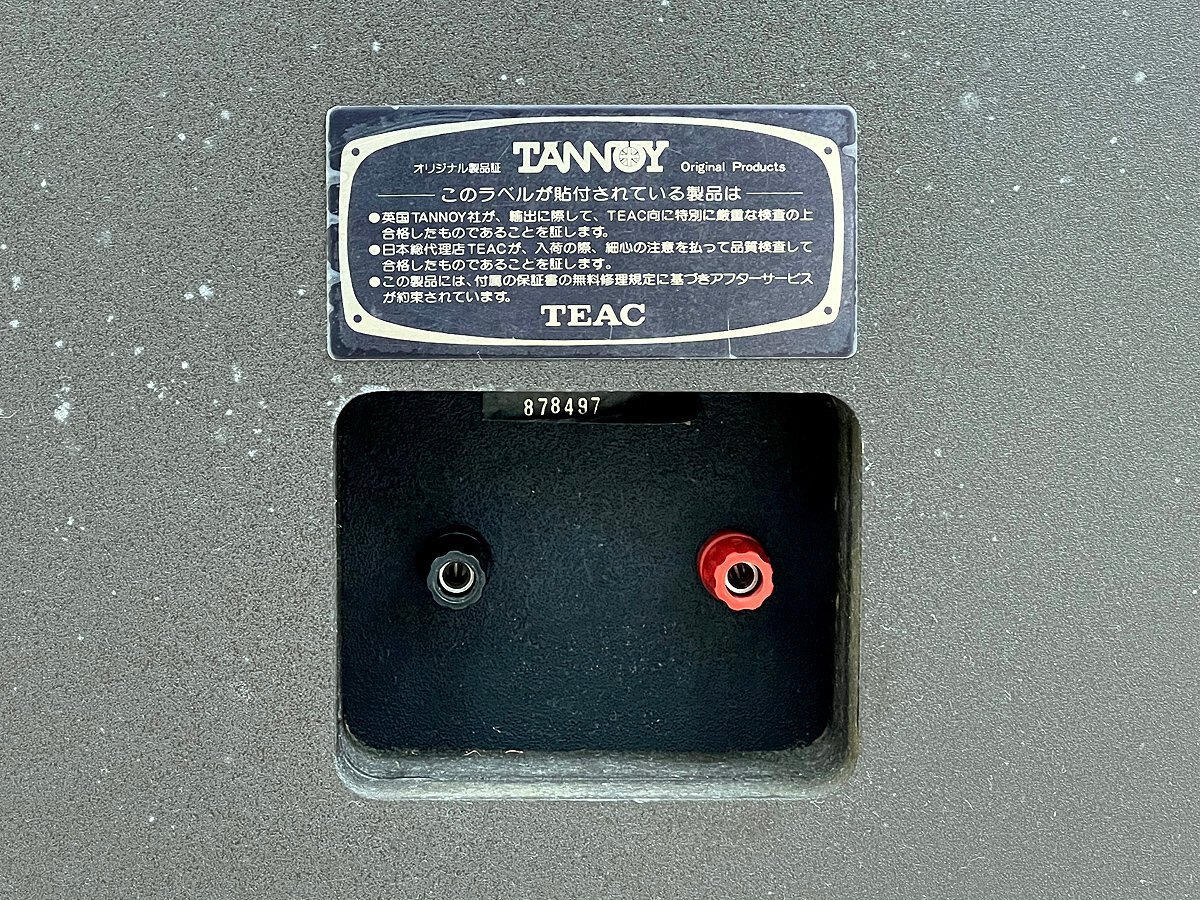 オリジナル製品証 TANNOY Original Products
このラベルが貼付されている製品は
●英国TANNOY社が、輸出に際して、TEAC向に特別に厳重な検査の上
合格したものであることを証します。
●日本総代理店TEACが、入荷の際、細心の注意を払って品質検査して
合格したものであることを証します。
●この製品には、付属の保証書の無料修理規定に基づきアフターサービス
が約束されています。
TEAC
878497